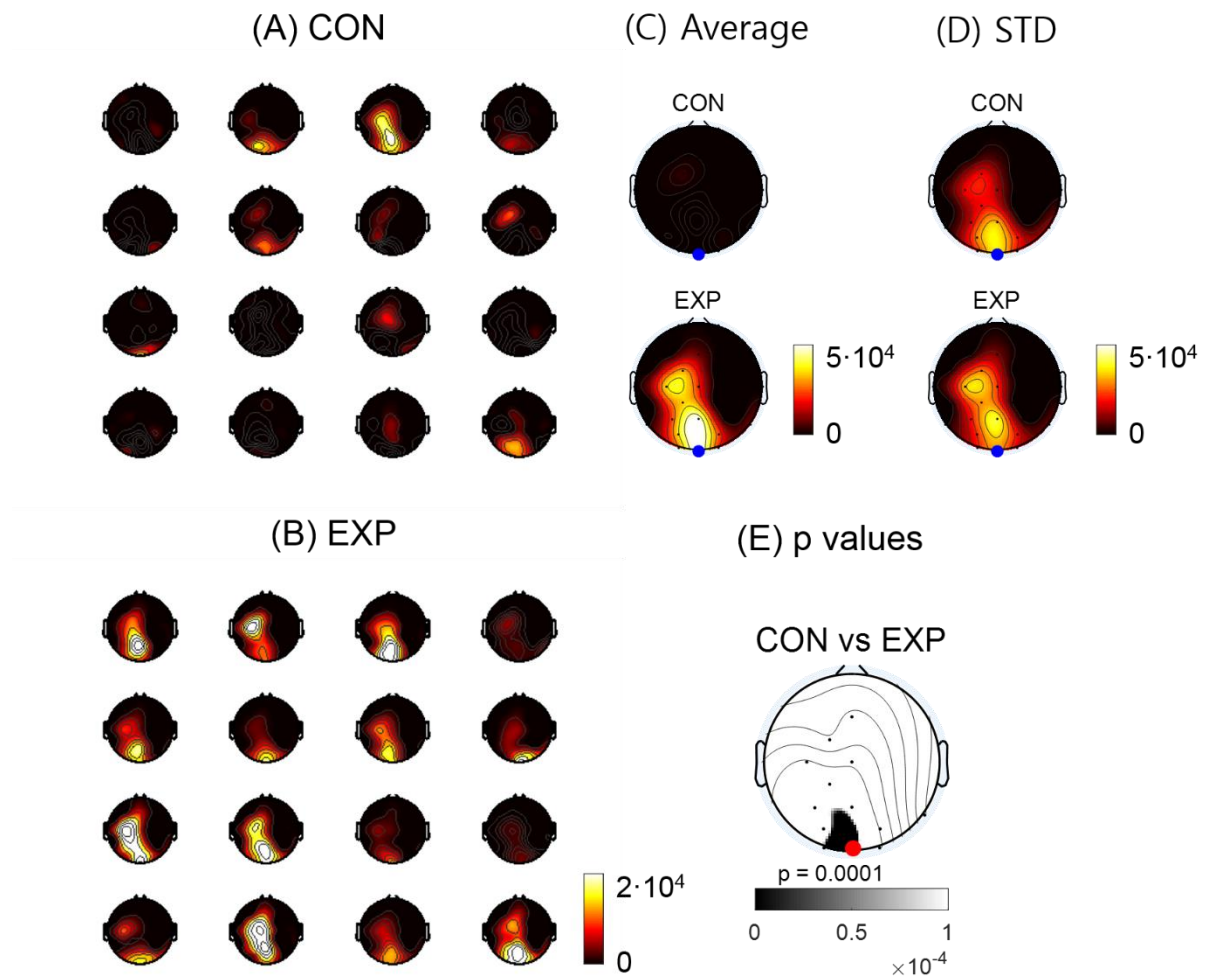 (A) CON
(C) Average
(D) STD
CON
CON
EXP
EXP
5·10⁴
0
5·10⁴
0
(B) EXP
(E) p values
CON vs EXP
p = 0.0001
0
0.5
1
×10⁻⁴
2·10⁴
0